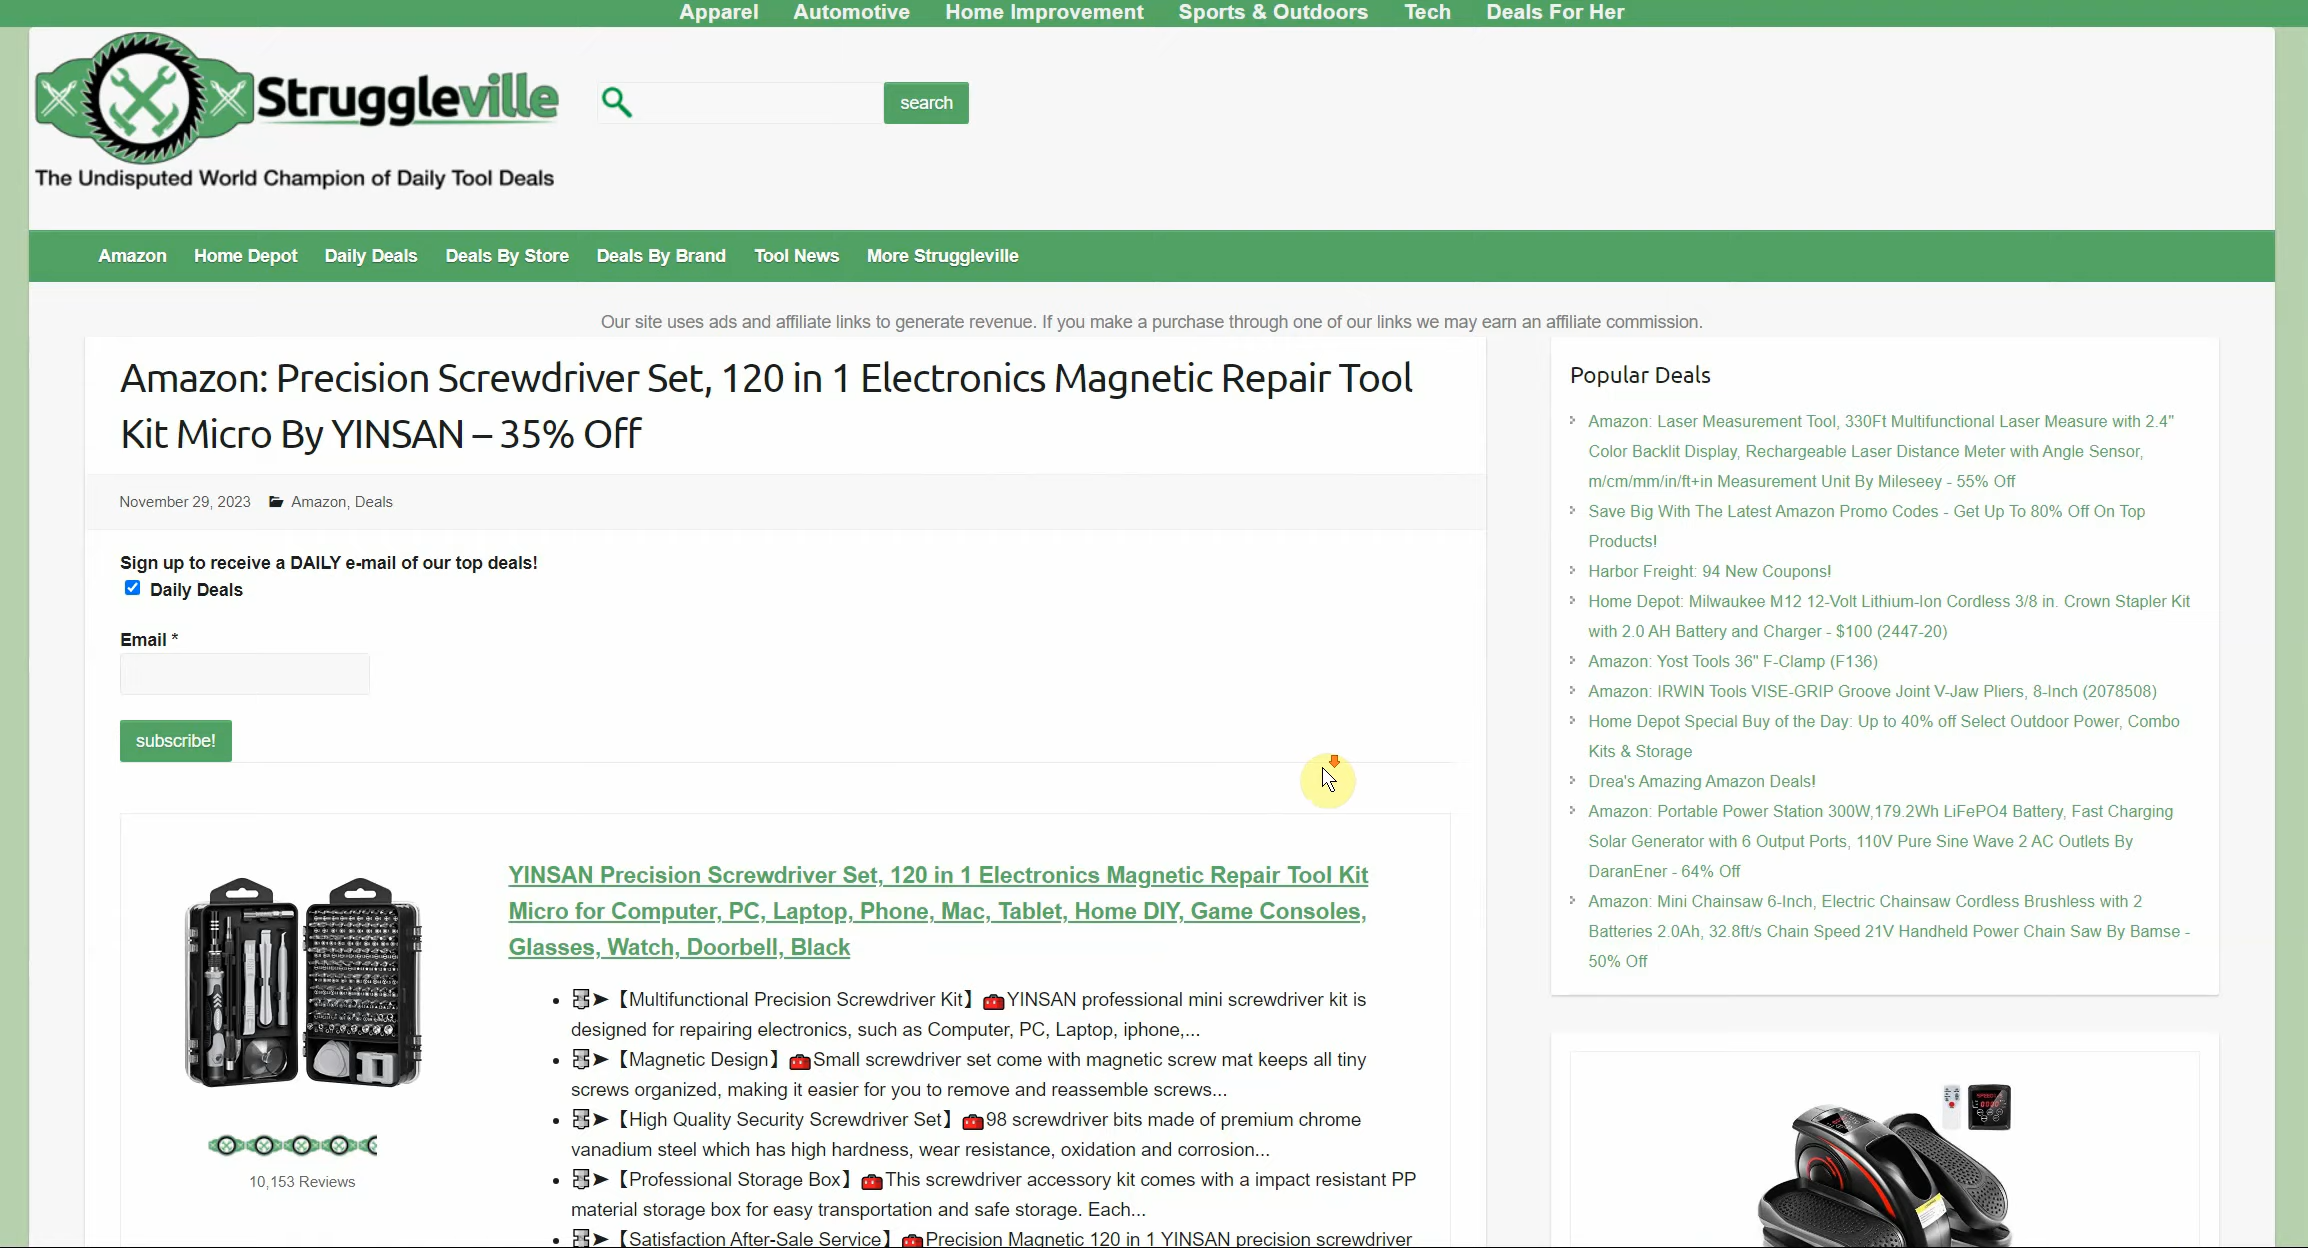 Apparel Automotive Home Improvement Sports & Outdoors Tech Deals For Her
Struggleville
search
The Undisputed World Champion of Daily Tool Deals
Amazon Home Depot Daily Deals Deals By Store Deals By Brand Tool News More Struggleville
Our site uses ads and affiliate links to generate revenue. If you make a purchase through one of our links we may earn an affiliate commission.
Amazon: Precision Screwdriver Set, 120 in 1 Electronics Magnetic Repair Tool
Kit Micro By YINSAN – 35% Off
November 29, 2023 Amazon, Deals
Sign up to receive a DAILY e-mail of our top deals!
Daily Deals
Email *
subscribe!
YINSAN Precision Screwdriver Set, 120 in 1 Electronics Magnetic Repair Tool Kit
Micro for Computer, PC, Laptop, Phone, Mac, Tablet, Home DIY, Game Consoles,
Glasses, Watch, Doorbell, Black
10,153 Reviews
➤【Multifunctional Precision Screwdriver Kit】🧰YINSAN professional mini screwdriver kit is
designed for repairing electronics, such as Computer, PC, Laptop, iphone,...
➤【Magnetic Design】🧰Small screwdriver set come with magnetic screw mat keeps all tiny
screws organized, making it easier for you to remove and reassemble screws...
➤【High Quality Security Screwdriver Set】🧰98 screwdriver bits made of premium chrome
vanadium steel which has high hardness, wear resistance, oxidation and corrosion...
➤【Professional Storage Box】🧰This screwdriver accessory kit comes with a impact resistant PP
material storage box for easy transportation and safe storage. Each...
➤【Satisfaction After-Sale Service】🧰Precision Magnetic 120 in 1 YINSAN precision screwdriver
Popular Deals
Amazon: Laser Measurement Tool, 330Ft Multifunctional Laser Measure with 2.4"
Color Backlit Display, Rechargeable Laser Distance Meter with Angle Sensor,
m/cm/mm/in/ft+in Measurement Unit By Mileseey - 55% Off
Save Big With The Latest Amazon Promo Codes - Get Up To 80% Off On Top
Products!
Harbor Freight: 94 New Coupons!
Home Depot: Milwaukee M12 12-Volt Lithium-Ion Cordless 3/8 in. Crown Stapler Kit
with 2.0 AH Battery and Charger - $100 (2447-20)
Amazon: Yost Tools 36" F-Clamp (F136)
Amazon: IRWIN Tools VISE-GRIP Groove Joint V-Jaw Pliers, 8-Inch (2078508)
Home Depot Special Buy of the Day: Up to 40% off Select Outdoor Power, Combo
Kits & Storage
Drea's Amazing Amazon Deals!
Amazon: Portable Power Station 300W,179.2Wh LiFePO4 Battery, Fast Charging
Solar Generator with 6 Output Ports, 110V Pure Sine Wave 2 AC Outlets By
DaranEner - 64% Off
Amazon: Mini Chainsaw 6-Inch, Electric Chainsaw Cordless Brushless with 2
Batteries 2.0Ah, 32.8ft/s Chain Speed 21V Handheld Power Chain Saw By Bamse -
50% Off